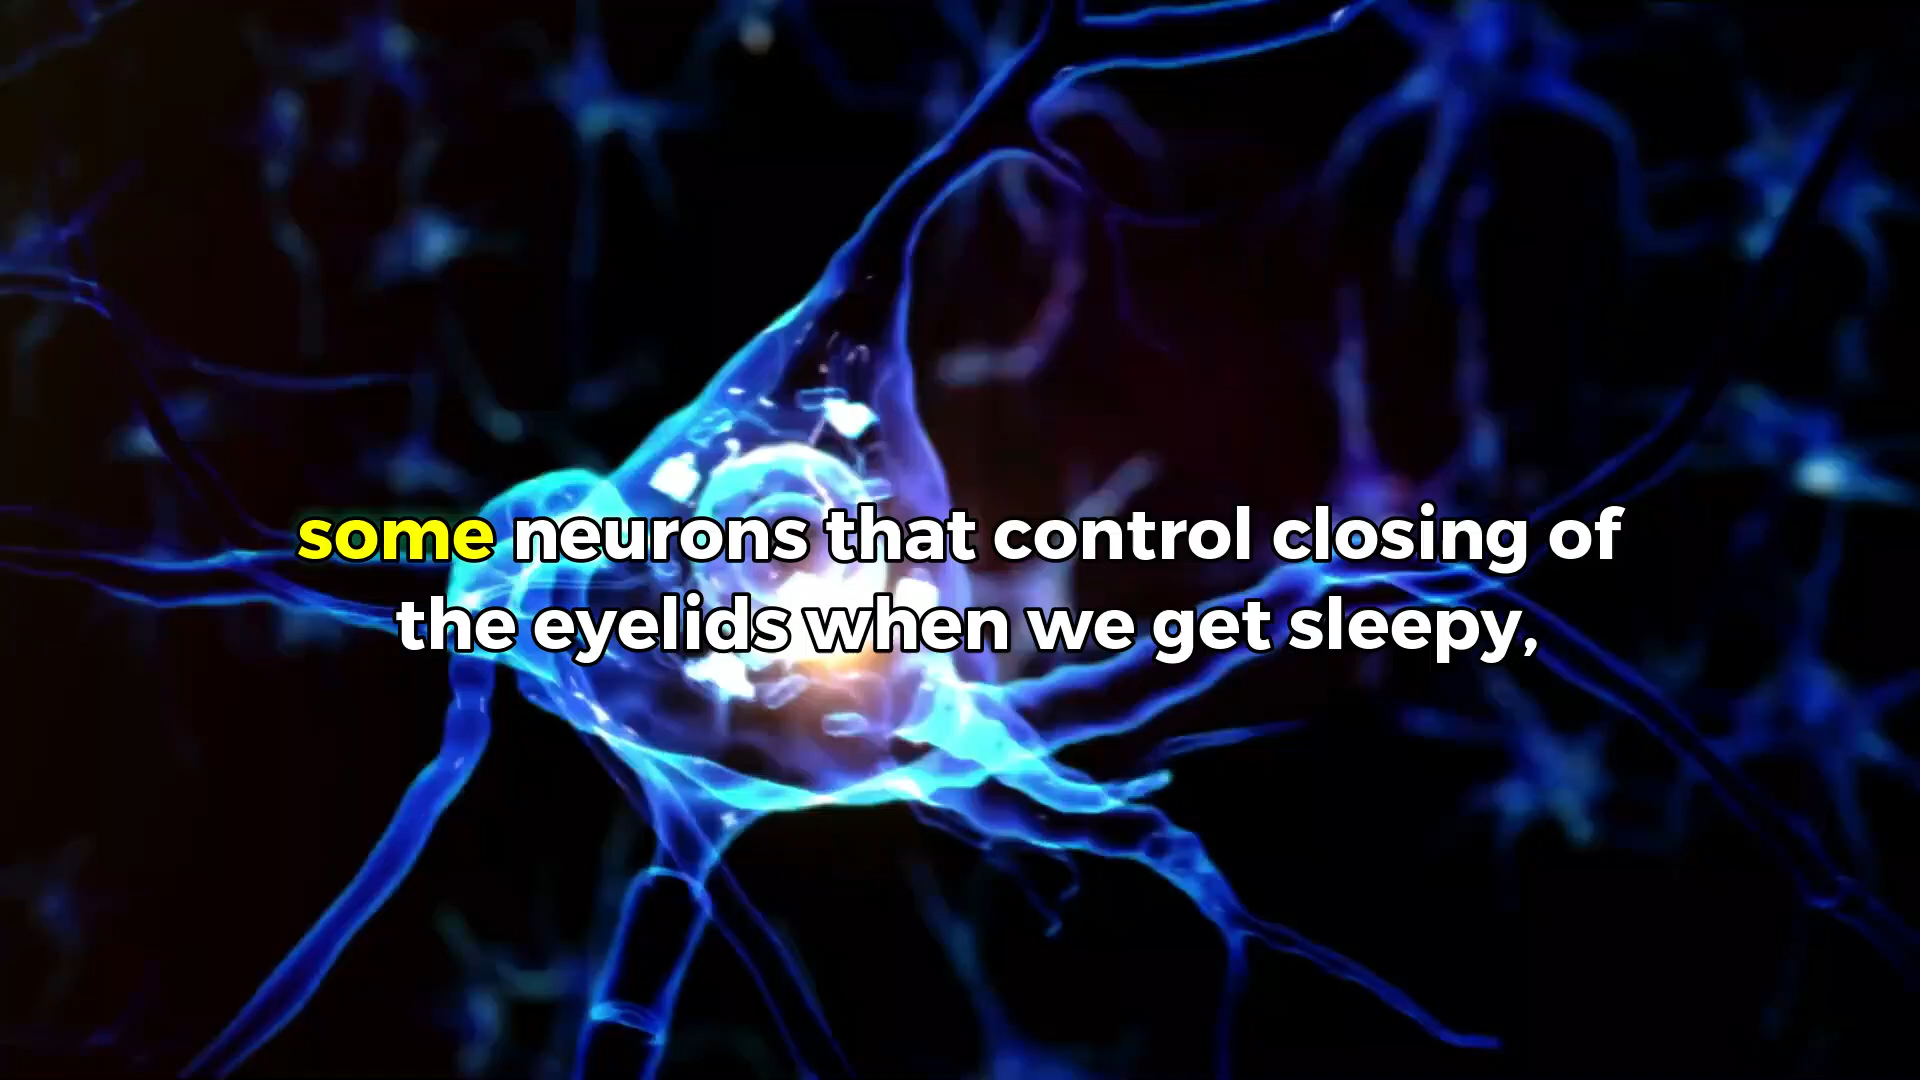 some neurons that control closing of
the eyelids when we get sleepy,